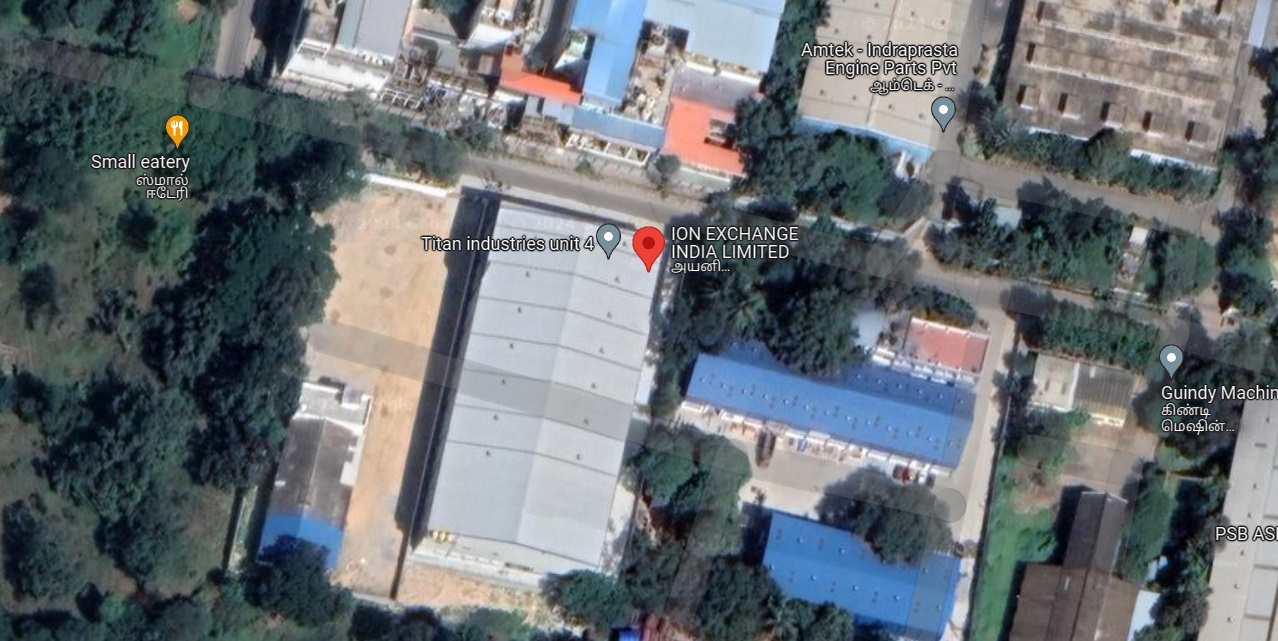 Amtek - Indraprasta
Engine Parts Pvt
ஆம்டெக் - ...
Small eatery
ஸ்மால்
ஈடேரி
Titan industries unit 4
ION EXCHANGE
INDIA LIMITED
அயனி...
Guindy Machin
கிண்டி
மெஷின்...
PSB ASI